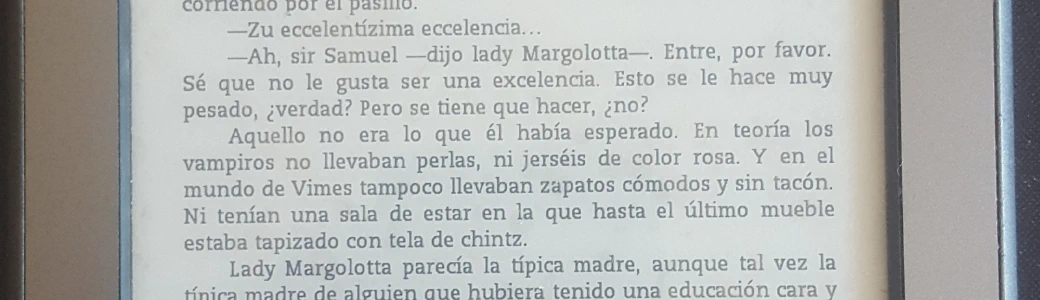 corriendo por el pasillo.
—Zu eccelentízima eccelencia…
—Ah, sir Samuel —dijo lady Margolotta—. Entre, por favor.
Sé que no le gusta ser una excelencia. Esto se le hace muy
pesado, ¿verdad? Pero se tiene que hacer, ¿no?
Aquello no era lo que él había esperado. En teoría los
vampiros no llevaban perlas, ni jerséis de color rosa. Y en el
mundo de Vimes tampoco llevaban zapatos cómodos y sin tacón.
Ni tenían una sala de estar en la que hasta el último mueble
estaba tapizado con tela de chintz.
Lady Margolotta parecía la típica madre, aunque tal vez la
típica madre de alguien que hubiera tenido una educación cara y